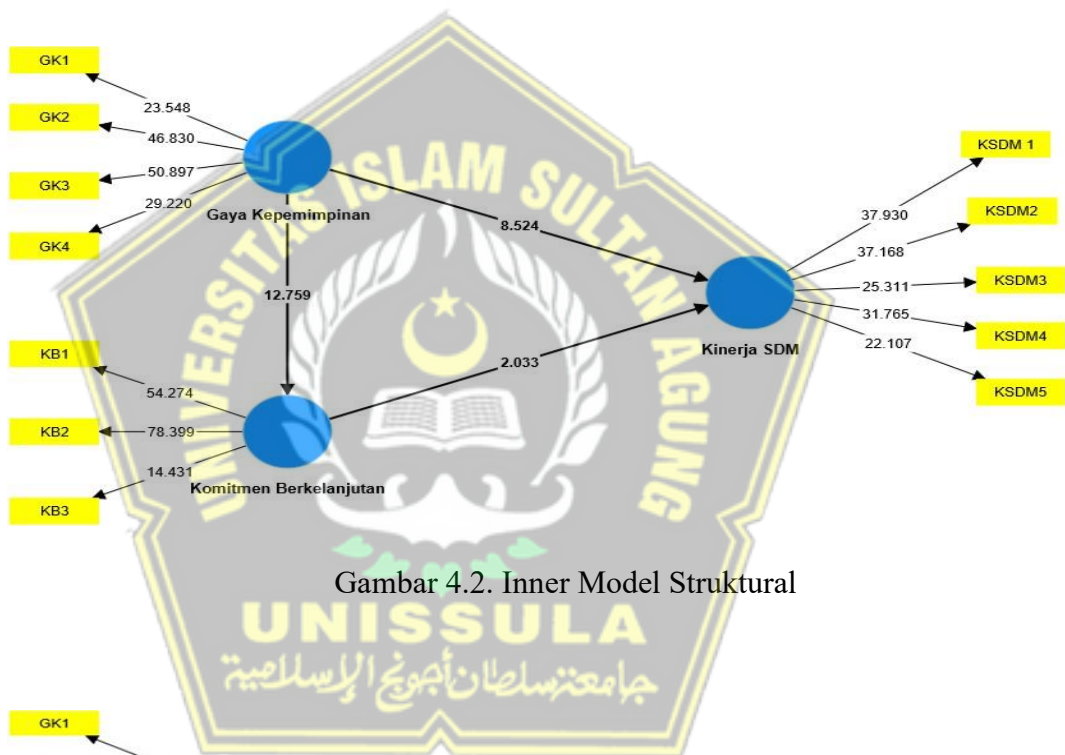 GK1
23.548
GK2
46.830
GK3
50.897
GK4
29.220
Gaya Kepemimpinan
8.524
12.759
KB1
54.274
KB2
78.399
KB3
14.431
Komitmen Berkelanjutan
2.033
Kinerja SDM
KSDM 1
37.930
KSDM2
37.168
KSDM3
25.311
KSDM4
31.765
KSDM5
22.107
UNIVERSITAS ISLAM SULTAN AGUNG
Gambar 4.2. Inner Model Struktural
UNISSULA
جامعتنسلطان أجونج الإسلامية
GK1